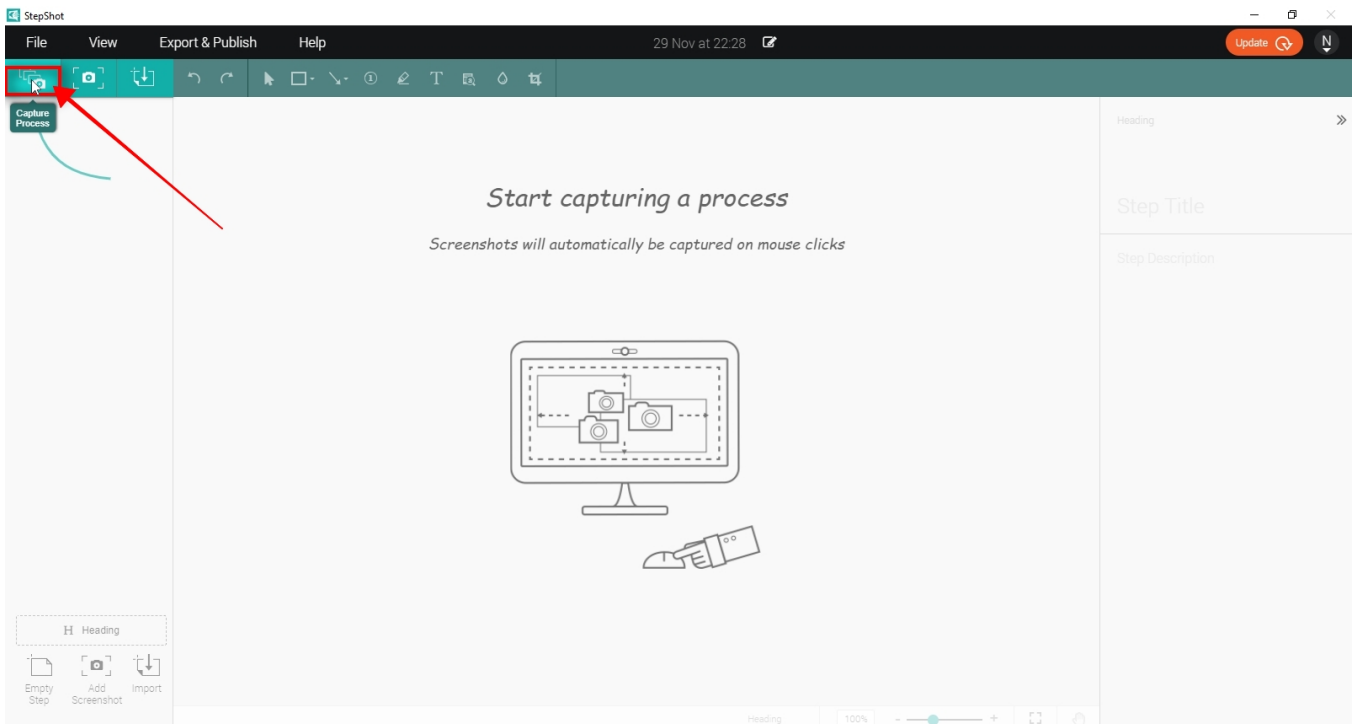 StepShot
File View Export & Publish Help 29 Nov at 22:28 Update N
1 T
Capture
Process
Heading
Start capturing a process
Step Title
Screenshots will automatically be captured on mouse clicks
Step Description
H Heading
Empty
Step
Add
Screenshot
Import
Heading 100% - +